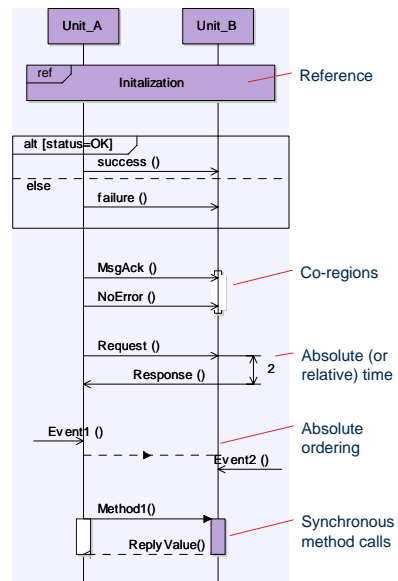 Unit_A
Unit_B
ref
Initalization
Reference
alt [status=OK]
success ()
else
failure ()
MsgAck ()
NoError ()
Co-regions
Request ()
2
Response ()
Absolute (or
relative) time
Event1 ()
Event2 ()
Absolute
ordering
Method1()
ReplyValue()
Synchronous
method calls